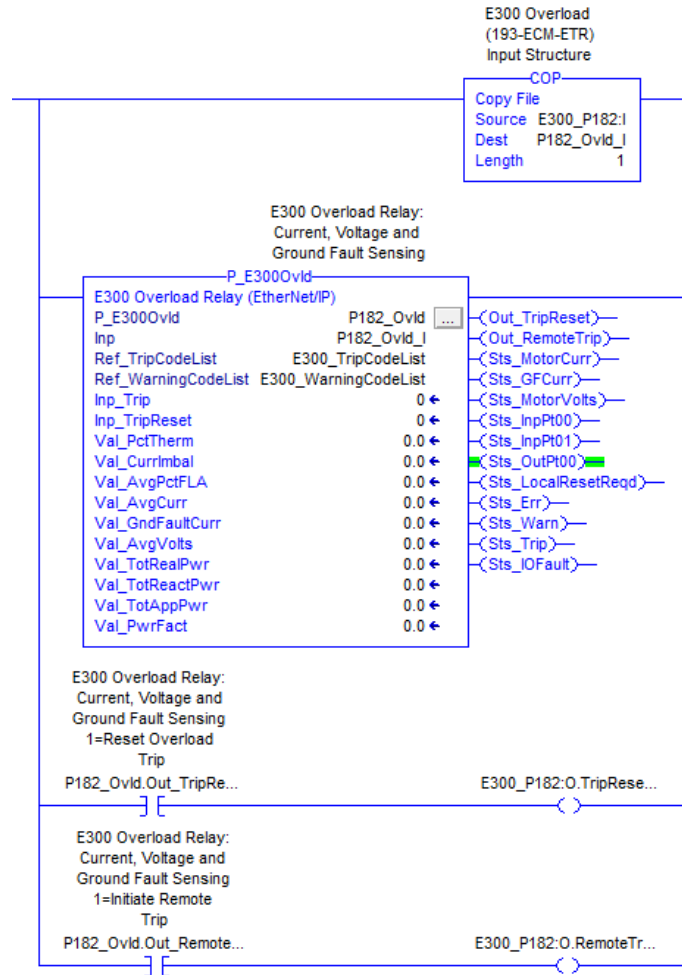 E300 Overload
(193-ECM-ETR)
Input Structure
COP
Copy File
Source E300_P182:I
Dest P182_Ovld_I
Length 1
E300 Overload Relay:
Current, Voltage and
Ground Fault Sensing
P_E300Ovld
E300 Overload Relay (EtherNet/IP)
P_E300Ovld P182_Ovld ...
Inp P182_Ovld_I
Ref_TripCodeList E300_TripCodeList
Ref_WarningCodeList E300_WarningCodeList
Inp_Trip 0
Inp_TripReset 0
Val_PctTherm 0.0
Val_CurrImbal 0.0
Val_AvgPctFLA 0.0
Val_AvgCurr 0.0
Val_GndFaultCurr 0.0
Val_AvgVolts 0.0
Val_TotRealPwr 0.0
Val_TotReactPwr 0.0
Val_TotAppPwr 0.0
Val_PwrFact 0.0
Out_TripReset
Out_RemoteTrip
Sts_MotorCurr
Sts_GFCurr
Sts_MotorVolts
Sts_InpPt00
Sts_InpPt01
Sts_OutPt00
Sts_LocalResetReqd
Sts_Err
Sts_Warn
Sts_Trip
Sts_IOFault
E300 Overload Relay:
Current, Voltage and
Ground Fault Sensing
1=Reset Overload
Trip
P182_Ovld.Out_TripRe...
E300_P182:O.TripRese...
E300 Overload Relay:
Current, Voltage and
Ground Fault Sensing
1=Initiate Remote
Trip
P182_Ovld.Out_Remote...
E300_P182:O.RemoteTr...